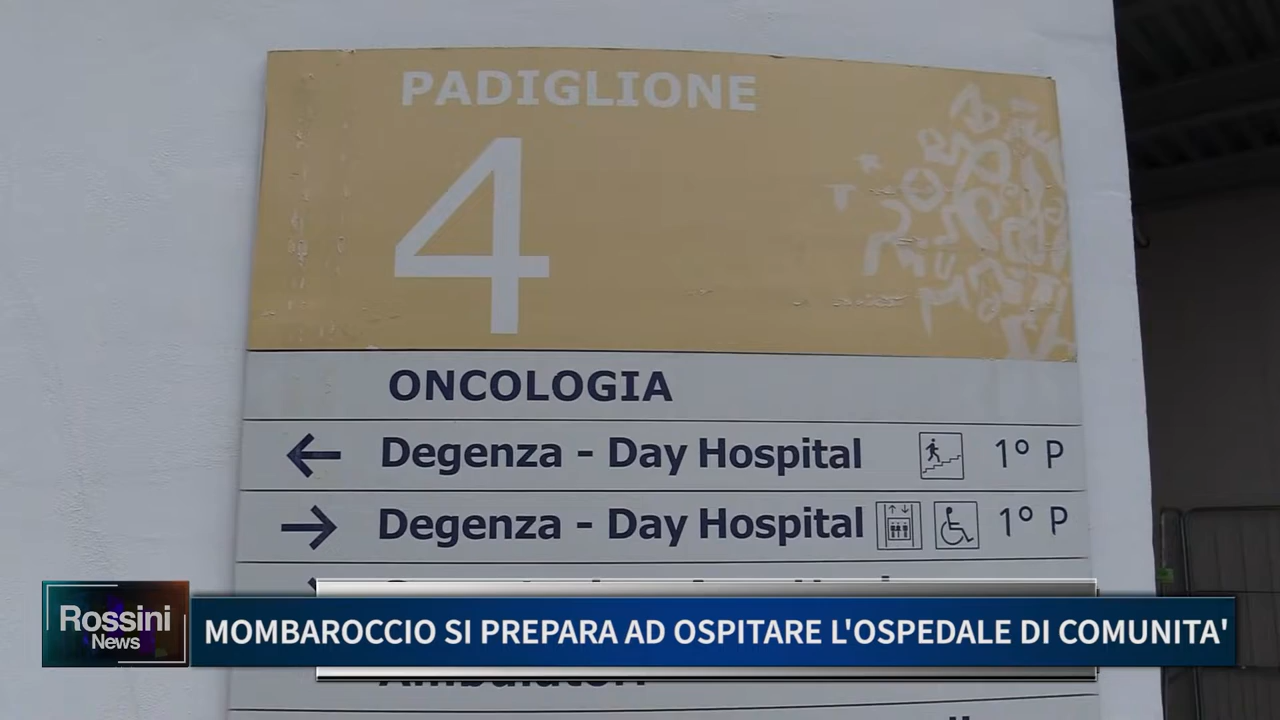 PADIGLIONE
4
ONCOLOGIA
Degenza - Day Hospital 1° P
Degenza - Day Hospital 1° P
Rossini
News
MOMBAROCCIO SI PREPARA AD OSPITARE L'OSPEDALE DI COMUNITA'